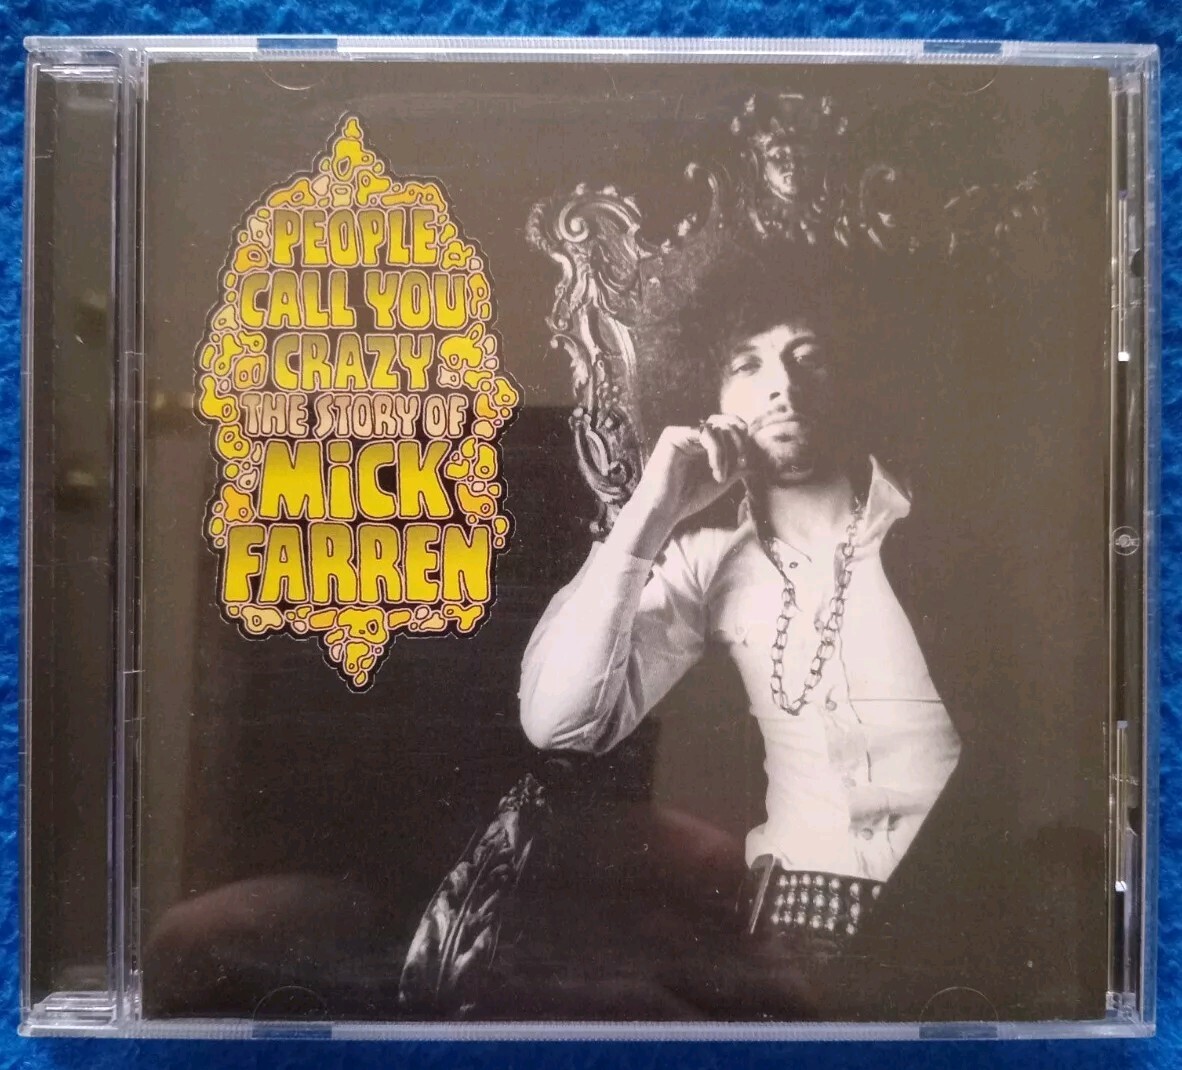 PEOPLE
CALL YOU
CRAZY
THE STORY OF
MiCK
FARREN